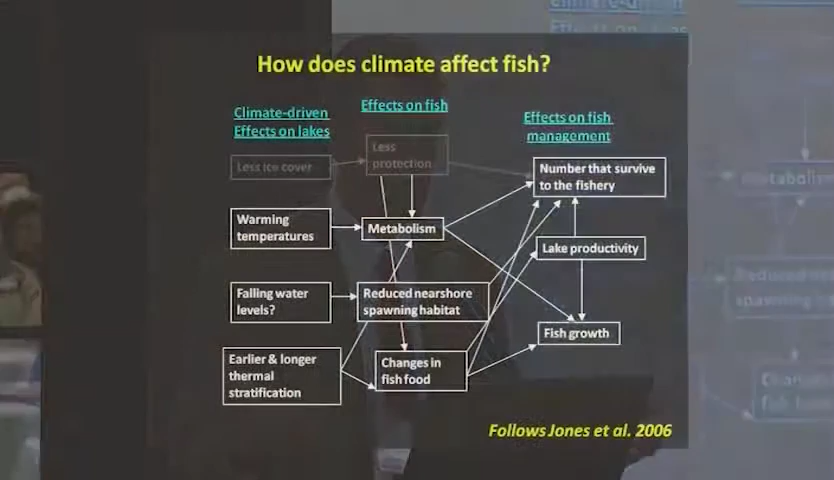 How does climate affect fish?
Climate-driven
Effects on lakes
Effects on fish
Effects on fish
management
Less ice cover
Less
protection
Number that survive
to the fishery
Warming
temperatures
Metabolism
Lake productivity
Falling water
levels?
Reduced nearshore
spawning habitat
Fish growth
Earlier & longer
thermal
stratification
Changes in
fish food
Follows Jones et al. 2006